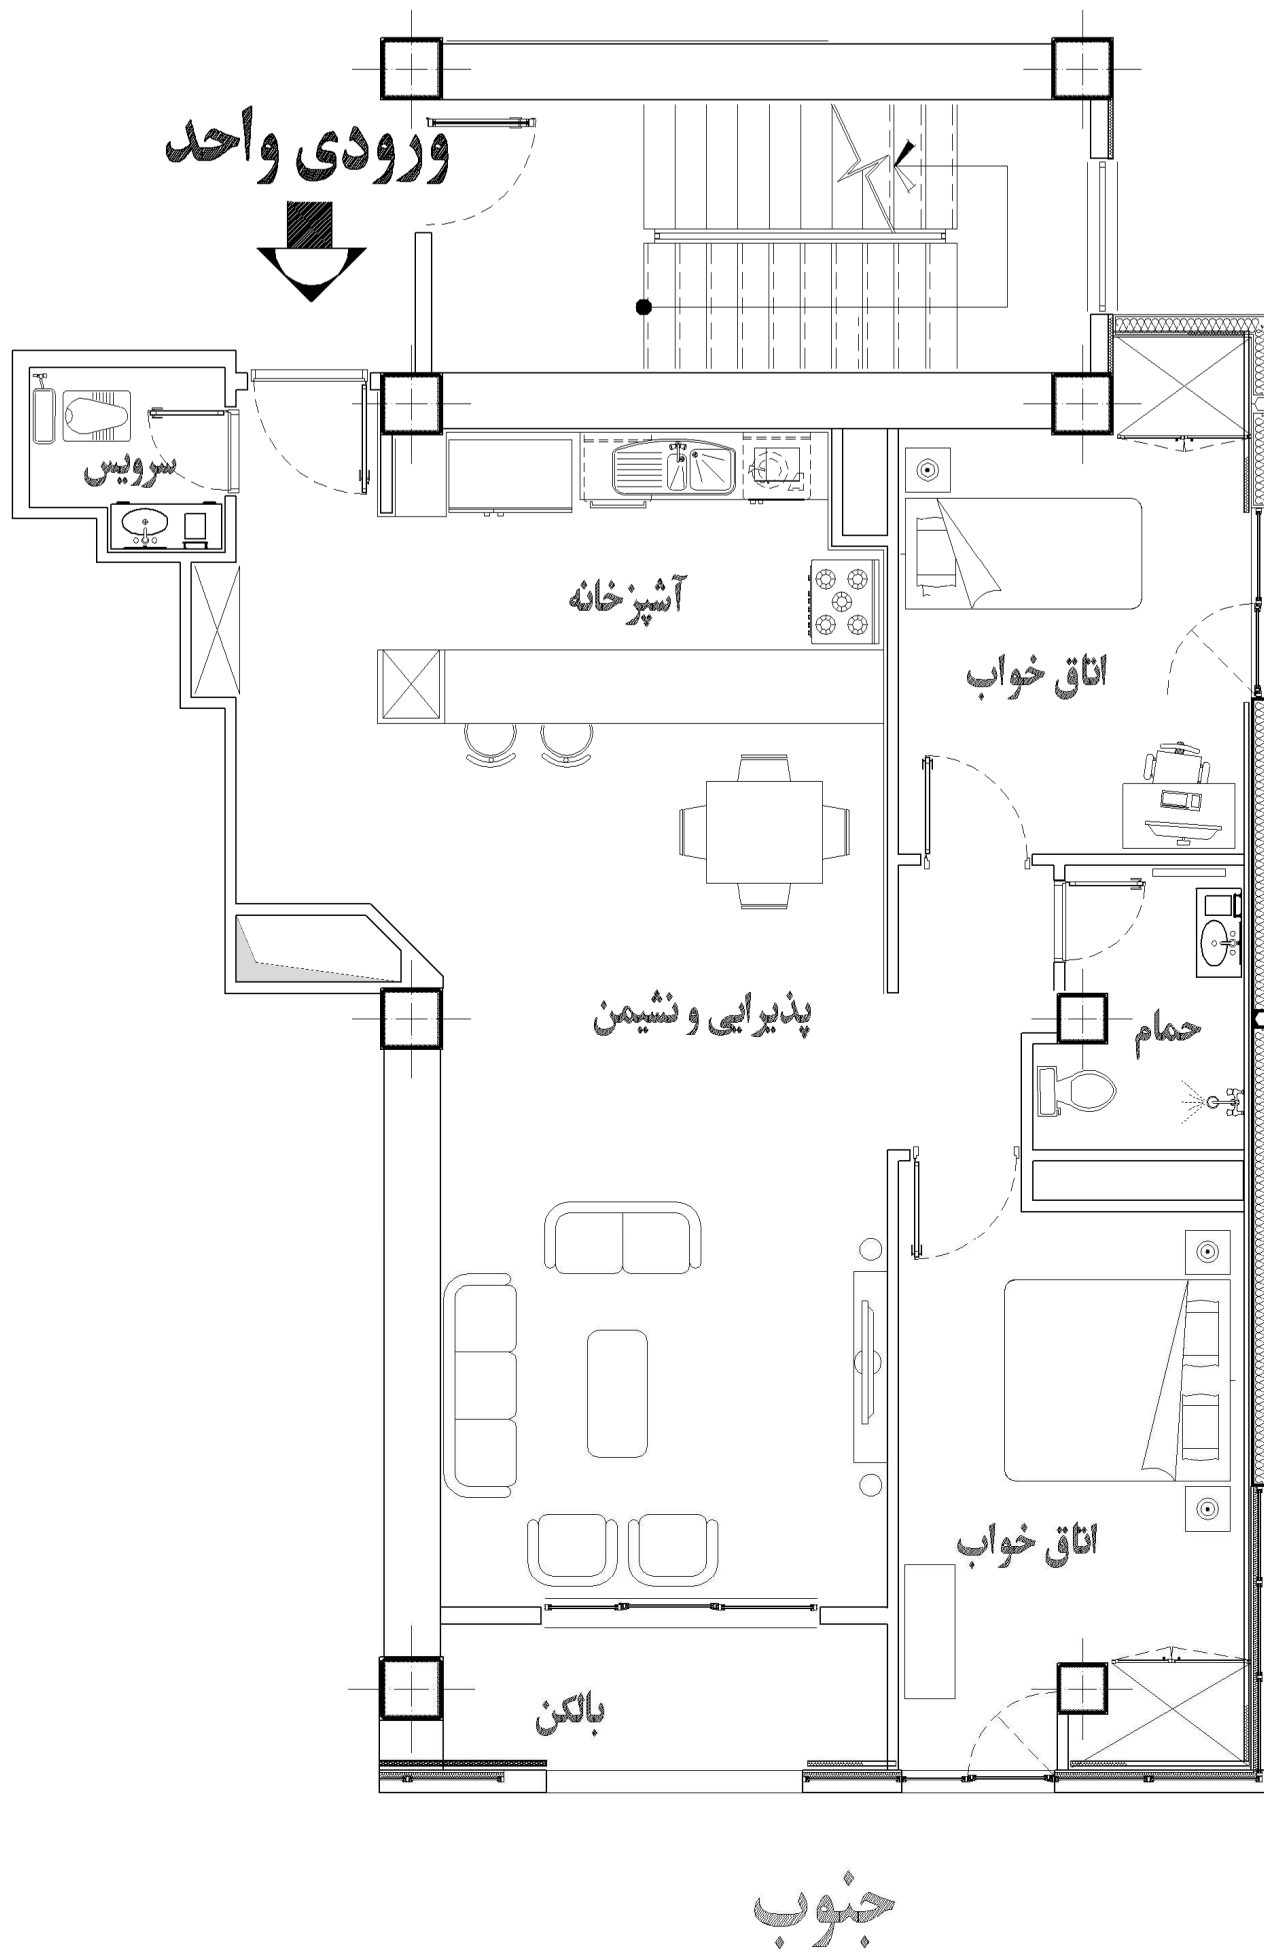 ورودی واحد
سرویس
آشپزخانه
اتاق خواب
پذیرایی و نشیمن
حمام
اتاق خواب
بالکن
جنوب